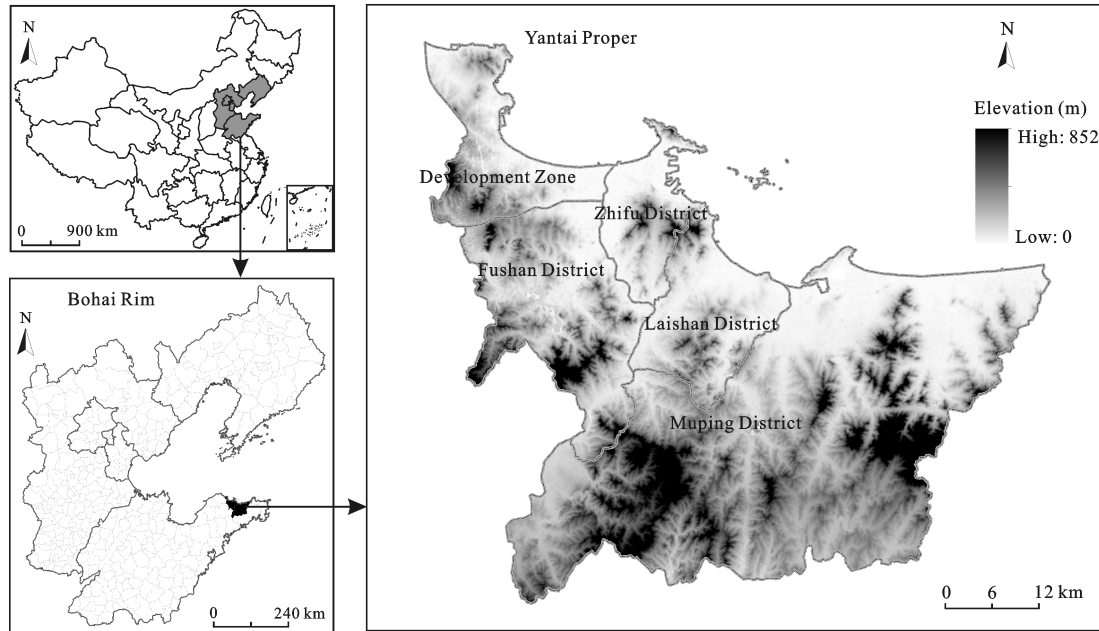 N
0 900 km
Bohai Rim
N
0 240 km
Yantai Proper
N
Elevation (m)
High: 852
Low: 0
Development Zone
Zhifu District
Fushan District
Laishan District
Muping District
0 6 12 km